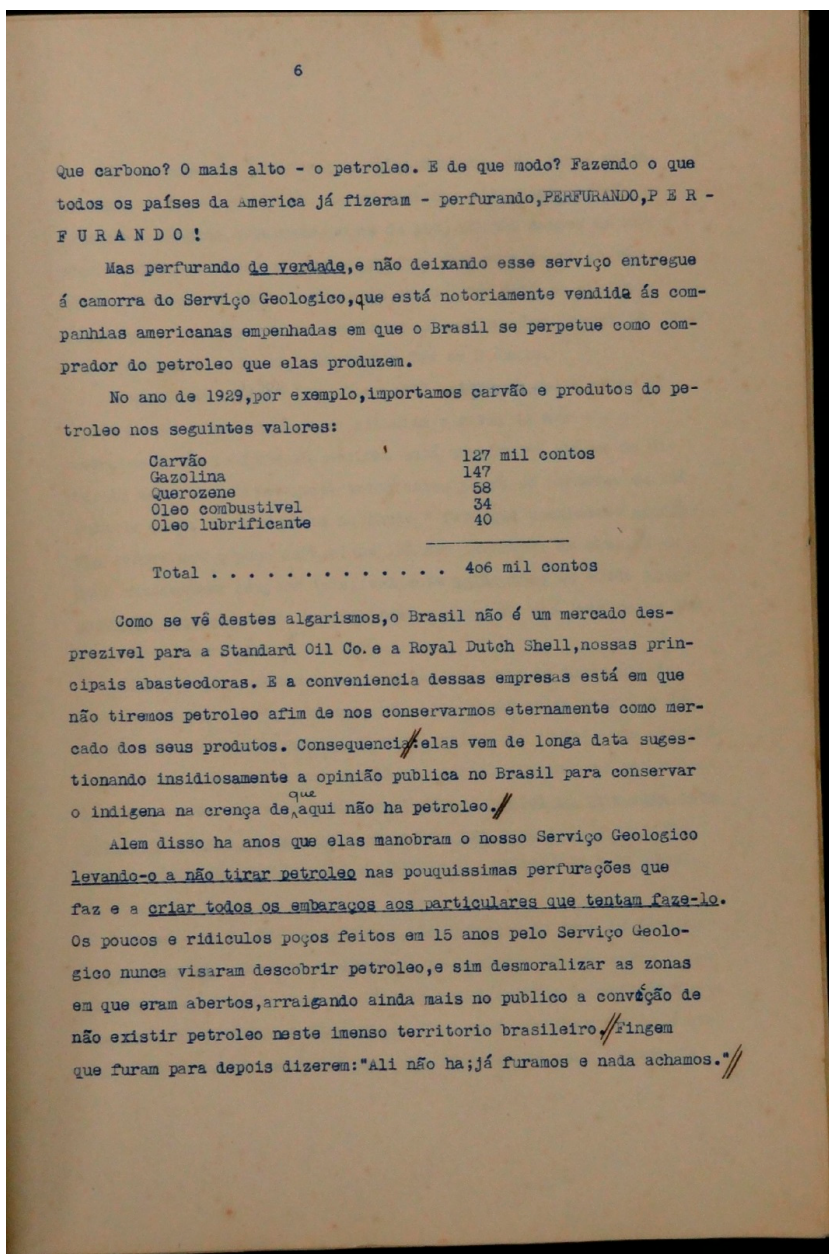 6
Que carbono? O mais alto - o petroleo. E de que modo? Fazendo o que
todos os países da America já fizeram - perfurando,PERFURANDO,P E R -
F U R A N D O !
Mas perfurando de verdade,e não deixando esse serviço entregue
á camorra do Serviço Geologico,que está notoriamente vendida ás com-
panhias americanas empenhadas em que o Brasil se perpetue como com-
prador do petroleo que elas produzem.
No ano de 1929,por exemplo,importamos carvão e produtos do pe-
troleo nos seguintes valores:
Carvão 127 mil contos
Gazolina 147
Querozene 58
Oleo combustivel 34
Oleo lubrificante 40
Total . . . . . . . . . . . . . 4o6 mil contos
Como se vê destes algarismos,o Brasil não é um mercado des-
prezivel para a Standard Oil Co. e a Royal Dutch Shell,nossas prin-
cipais abastecdoras. E a conveniencia dessas empresas está em que
não tiremos petroleo afim de nos conservarmos eternamente como mer-
cado dos seus produtos. Consequencia//:elas vem de longa data suges-
tionando insidiosamente a opinião publica no Brasil para conservar
o indigena na crença de que aqui não ha petroleo.//
Alem disso ha anos que elas manobram o nosso Serviço Geologico
levando-o a não tirar petroleo nas pouquissimas perfurações que
faz e a criar todos os embaraços aos particulares que tentam faze-lo.
Os poucos e ridiculos poços feitos em 15 anos pelo Serviço Geolo-
gico nunca visaram descobrir petroleo,e sim desmoralizar as zonas
em que eram abertos,arraigando ainda mais no publico a convicção de
não existir petroleo neste imenso territorio brasileiro.//Fingem
que furam para depois dizerem:"Ali não ha;já furamos e nada achamos."//